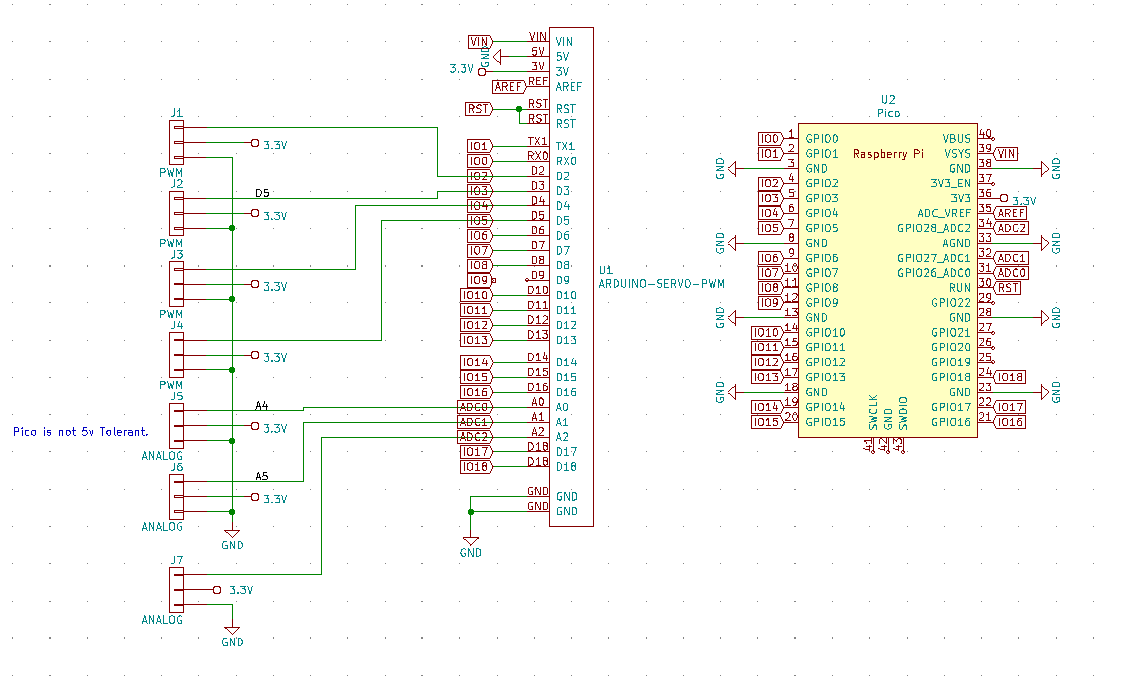 J1
3.3V
PWM
J2
D5
3.3V
PWM
J3
3.3V
PWM
J4
3.3V
PWM
J5
A4
3.3V
Pico is not 5v Tolerant.
ANALOG
J6
A5
3.3V
ANALOG
GND
J7
3.3V
ANALOG
GND
VIN VIN VIN
GND 5V 5V
3.3V 3V 3V
AREF REF AREF
RST RST RST
RST RST
IO1 TX1 TX1
IO0 RX0 RX0
IO2 D2 D2
IO3 D3 D3
IO4 D4 D4
IO5 D5 D5
IO6 D6 D6
IO7 D7 D7
IO8 D8 D8
IO9 D9 D9
IO10 D10 D10
IO11 D11 D11
IO12 D12 D12
IO13 D13 D13
IO14 D14 D14
IO15 D15 D15
IO16 D16 D16
ADC0 A0 A0
ADC1 A1 A1
ADC2 A2 A2
IO17 D18 D17
IO18 D18 D18
GND GND
GND GND
GND
U1
ARDUINO-SERVO-PWM
U2
Pico
Raspberry Pi
IO0 1 GPIO0
IO1 2 GPIO1
GND 3 GND
IO2 4 GPIO2
IO3 5 GPIO3
IO4 6 GPIO4
IO5 7 GPIO5
GND 8 GND
IO6 9 GPIO6
IO7 10 GPIO7
IO8 11 GPIO8
IO9 12 GPIO9
GND 13 GND
IO10 14 GPIO10
IO11 15 GPIO11
IO12 16 GPIO12
IO13 17 GPIO13
GND 18 GND
IO14 19 GPIO14
IO15 20 GPIO15
VBUS 40
VSYS 39 VIN
GND 38 GND
3V3_EN 37
3V3 36 3.3V
ADC_VREF 35 AREF
GPIO28_ADC2 34 ADC2
AGND 33 GND
GPIO27_ADC1 32 ADC1
GPIO26_ADC0 31 ADC0
RUN 30 RST
GPIO22 29
GND 28 GND
GPIO21 27
GPIO20 26
GPIO19 25
GPIO18 24 IO18
GND 23 GND
GPIO17 22 IO17
GPIO16 21 IO16
SWCLK 41
GND 42
SWDIO 43